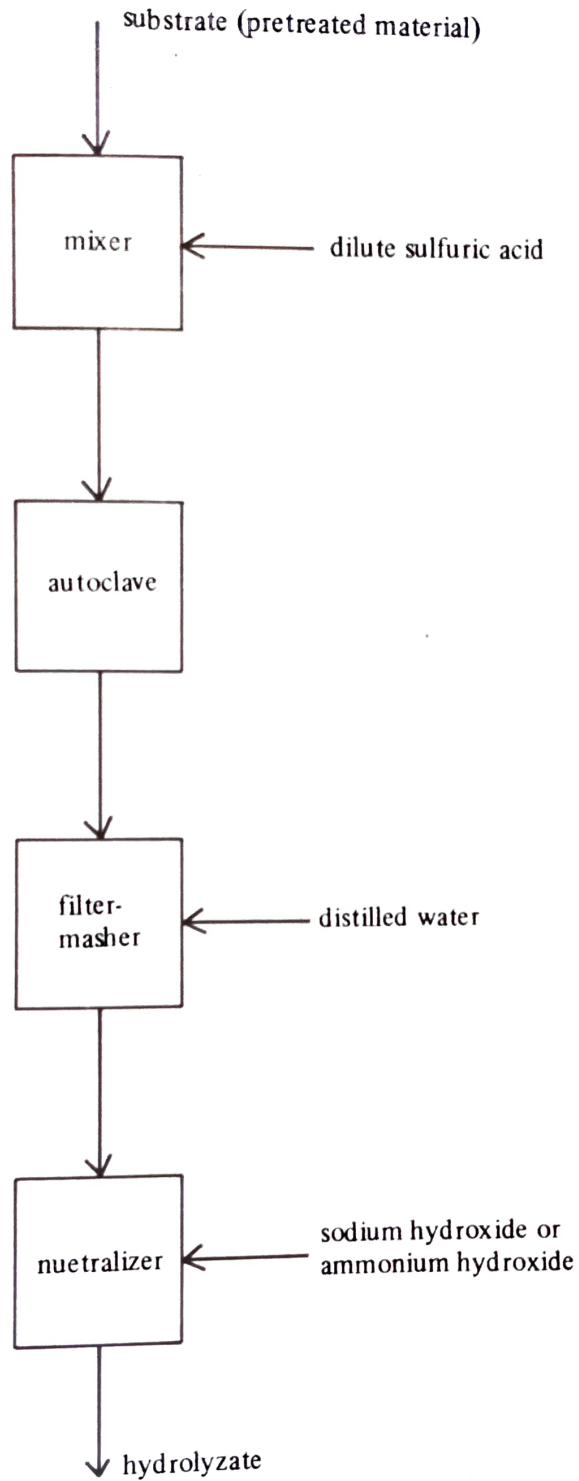 substrate (pretreated material)
mixer
dilute sulfuric acid
autoclave
filter-
masher
distilled water
nuetralizer
sodium hydroxide or
ammonium hydroxide
hydrolyzate